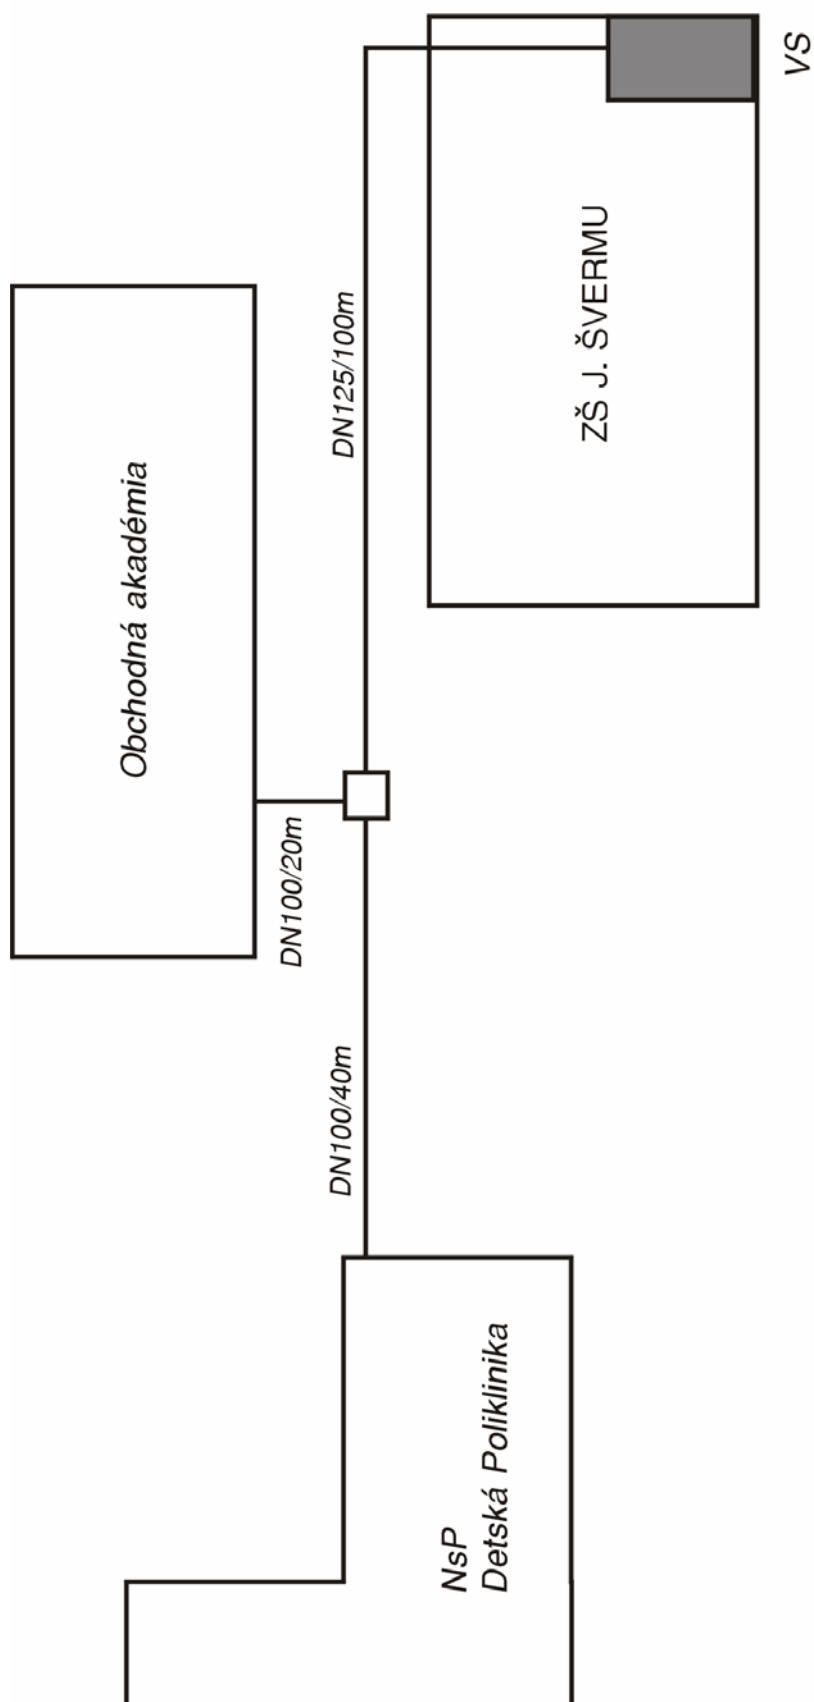 VS
ZŠ J. ŠVERMU
DN125/100m
Obchodná akadémia
DN100/20m
DN100/40m
NsP
Detská Poliklinika